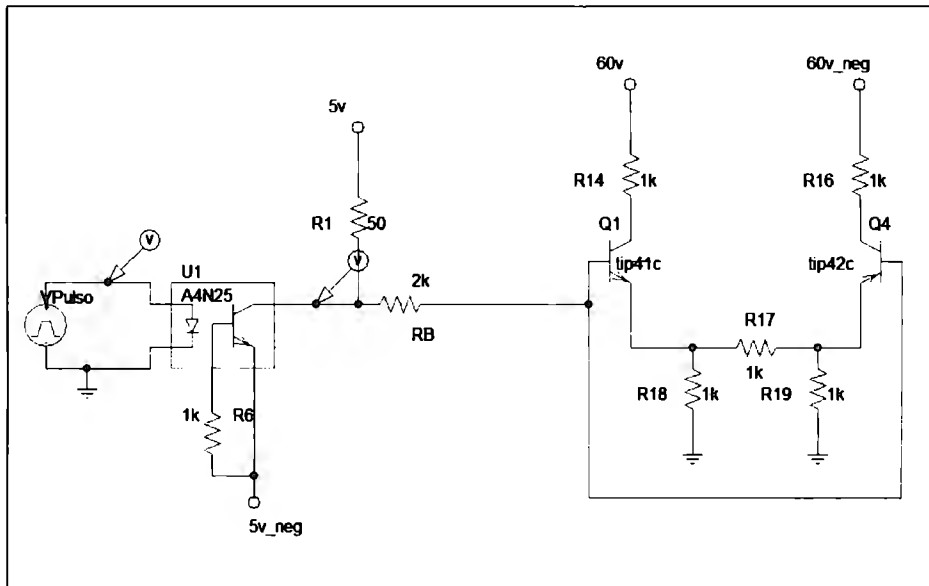 60v
60v_neg
5v
R14
1k
R16
1k
R1
50
Q1
Q4
V
V
U1
VPulso
A4N25
tip41c
tip42c
2k
RB
R17
1k
R18
1k
R19
1k
1k
R6
5v_neg